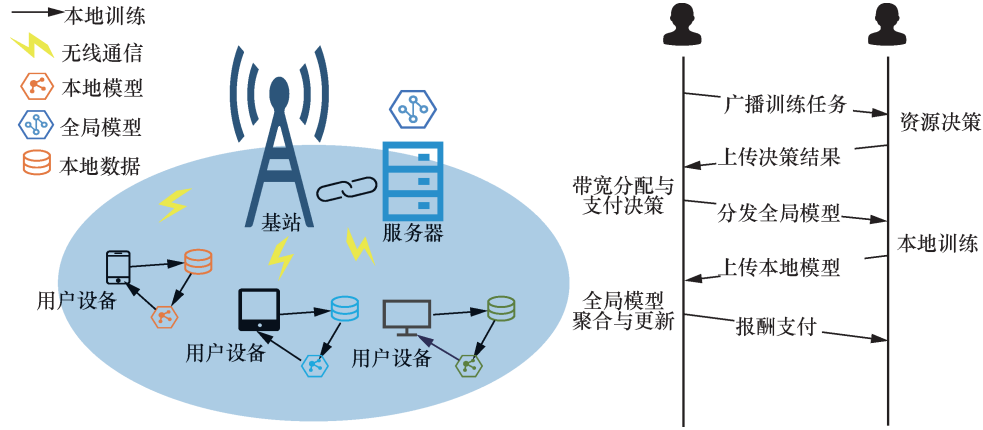 本地训练
无线通信
本地模型
全局模型
本地数据
基站
服务器
用户设备
用户设备
用户设备
广播训练任务
资源决策
上传决策结果
带宽分配与
支付决策
分发全局模型
本地训练
上传本地模型
全局模型
聚合与更新
报酬支付